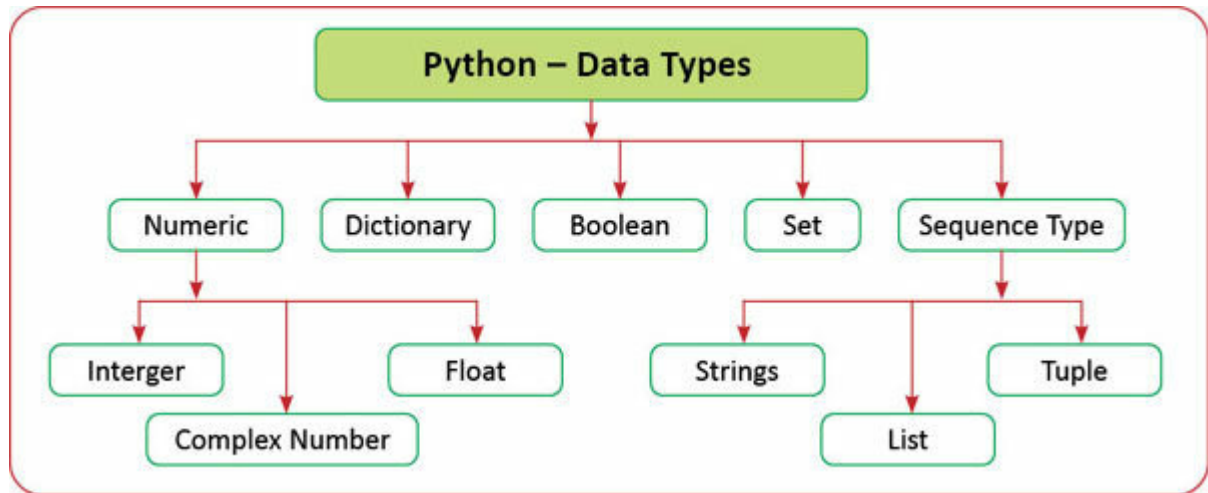 Python – Data Types
Numeric
Dictionary
Boolean
Set
Sequence Type
Interger
Float
Strings
Tuple
Complex Number
List